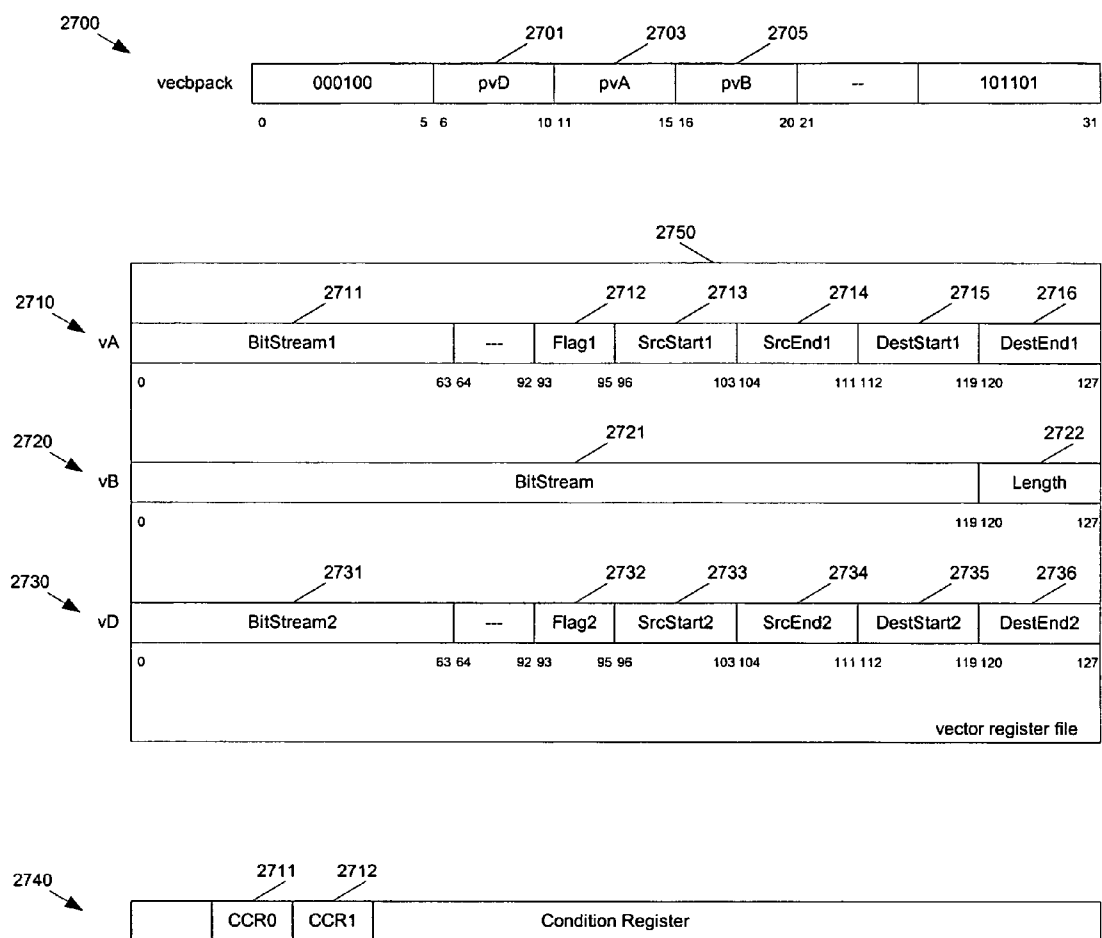 2700
2701 2703 2705
vecbpack 000100 pvD pvA pvB -- 101101
0 5 6 10 11 15 16 20 21 31
2750
2710 2711 2712 2713 2714 2715 2716
vA BitStream1 --- Flag1 SrcStart1 SrcEnd1 DestStart1 DestEnd1
0 63 64 92 93 95 96 103 104 111 112 119 120 127
2720 2721 2722
vB BitStream Length
0 119 120 127
2730 2731 2732 2733 2734 2735 2736
vD BitStream2 --- Flag2 SrcStart2 SrcEnd2 DestStart2 DestEnd2
0 63 64 92 93 95 96 103 104 111 112 119 120 127
vector register file
2740 2711 2712
CCR0 CCR1 Condition Register